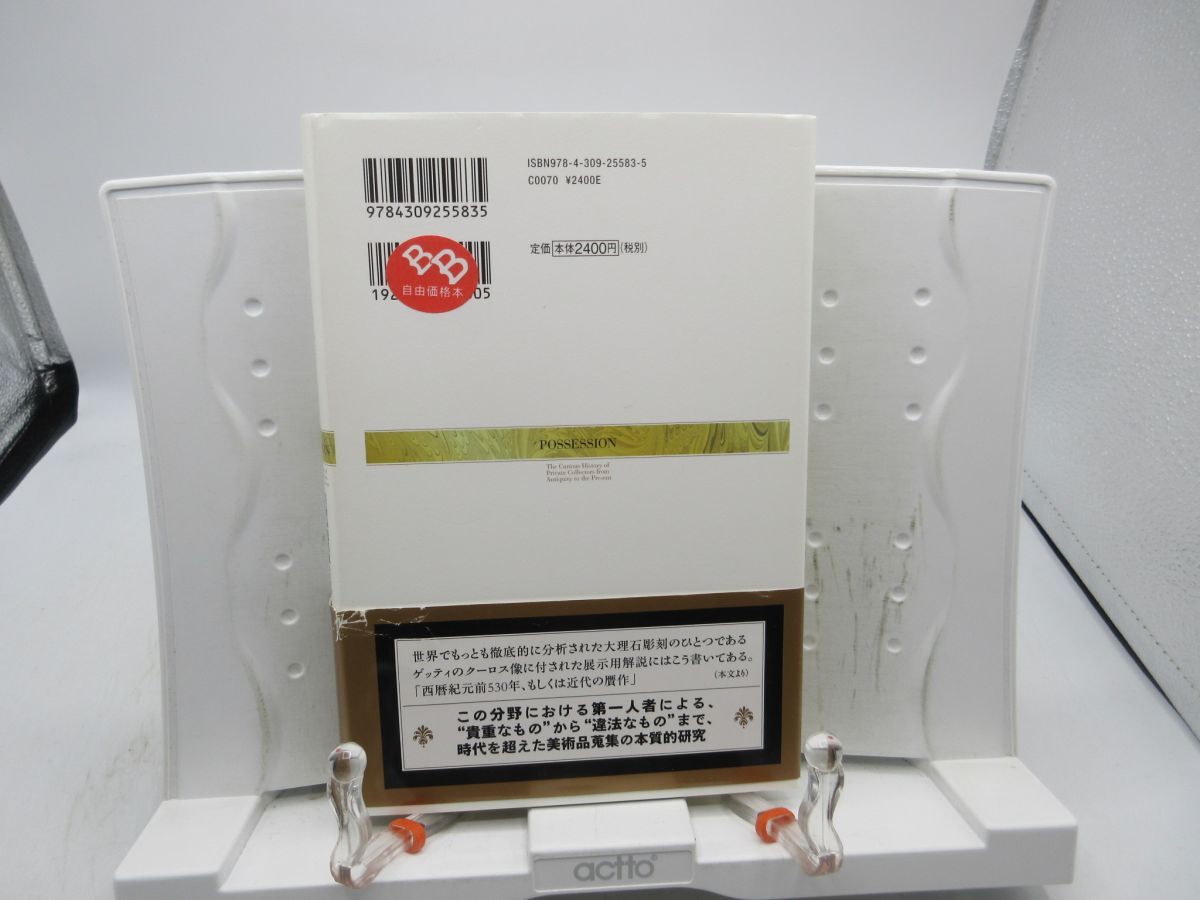 ISBN978-4-309-25583-5
C0070 ¥2400E
9784309255835
定価 本体2400円(税別)
BB
自由価格本
192
05
POSSESSION
The Curious History of
Private Collectors from
Antiquity to the Present
世界でもっとも徹底的に分析された大理石彫刻のひとつである
ゲッティのクーロス像に付された展示用解説にはこう書いてある。
「西暦紀元前530年、もしくは近代の贋作」
(本文より)
この分野における第一人者による、
“貴重なもの”から“違法なもの”まで、
時代を超えた美術品蒐集の本質的研究
actto